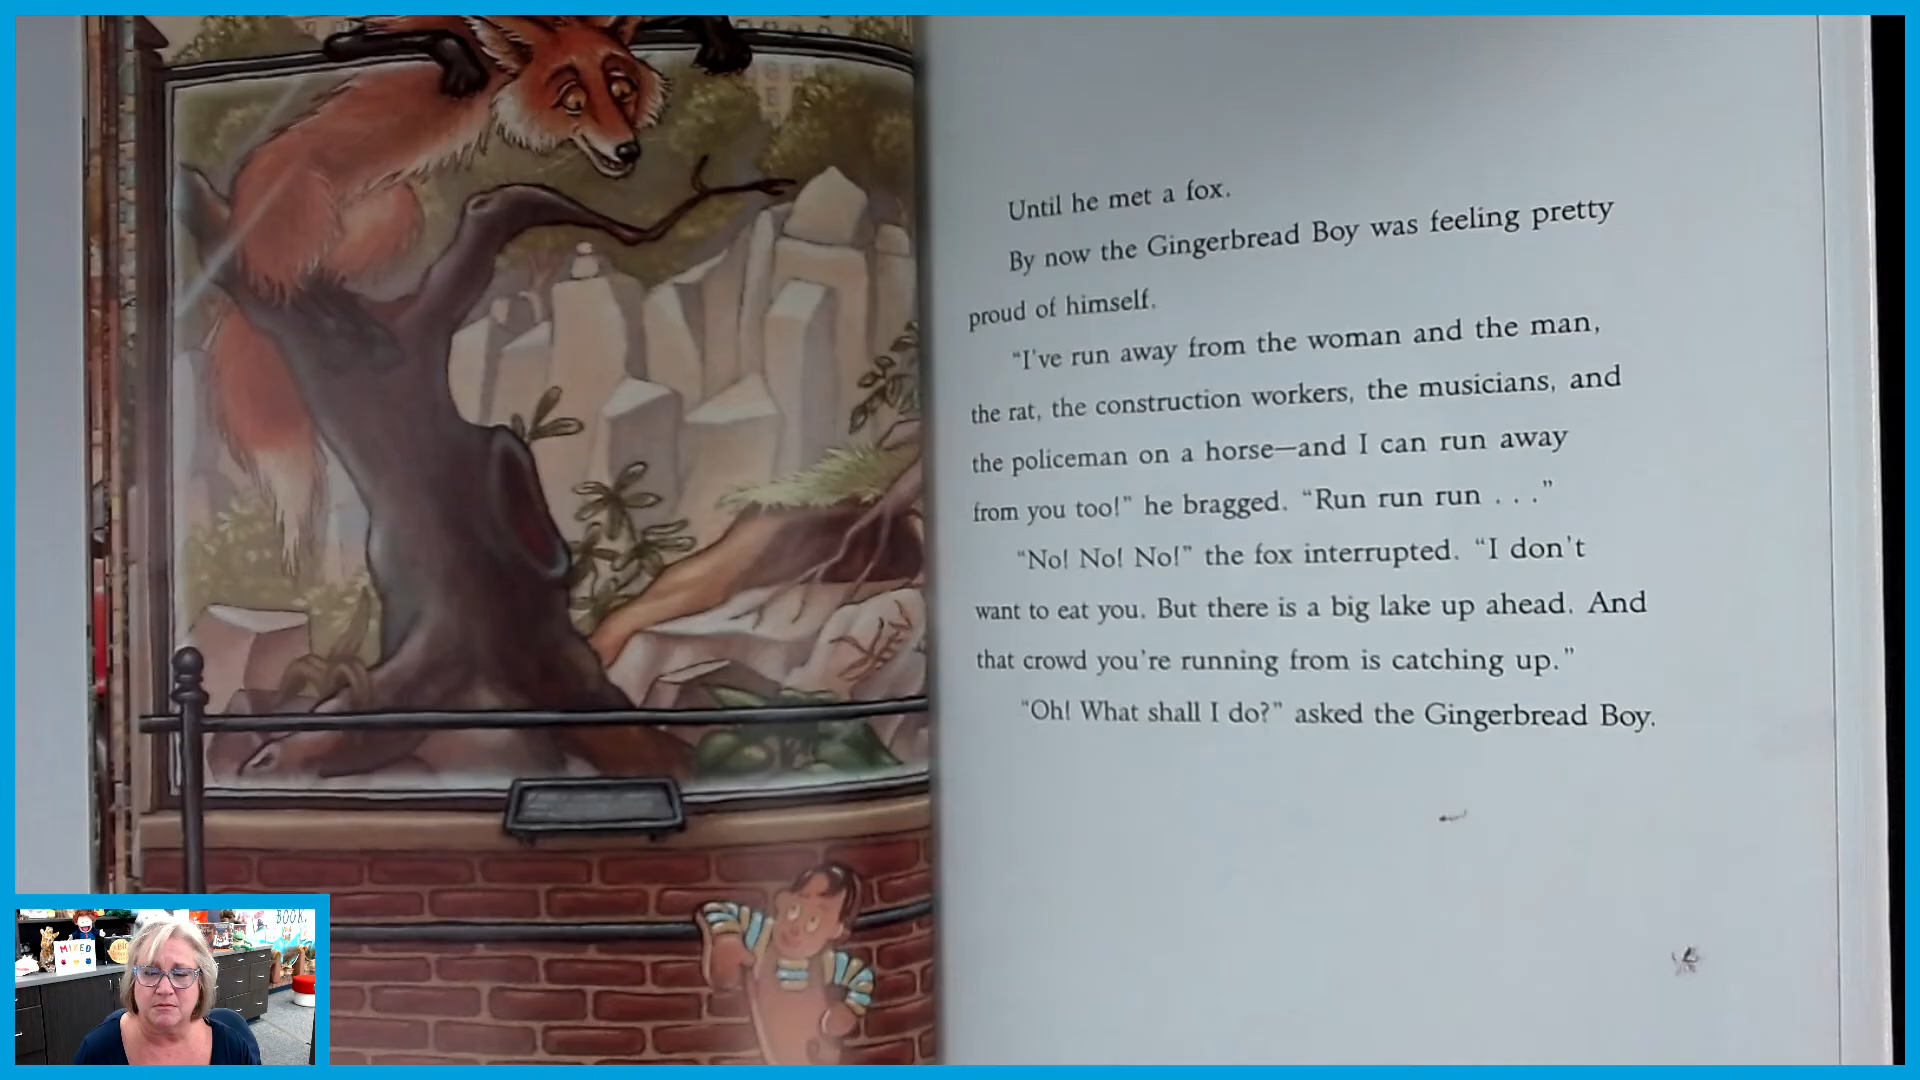 Until he met a fox.
By now the Gingerbread Boy was feeling pretty
proud of himself.
"I've run away from the woman and the man,
the rat, the construction workers, the musicians, and
the policeman on a horse—and I can run away
from you too!" he bragged. "Run run run . . ."
"No! No! No!" the fox interrupted. "I don't
want to eat you. But there is a big lake up ahead. And
that crowd you're running from is catching up."
"Oh! What shall I do?" asked the Gingerbread Boy.
BOOK
MIXED